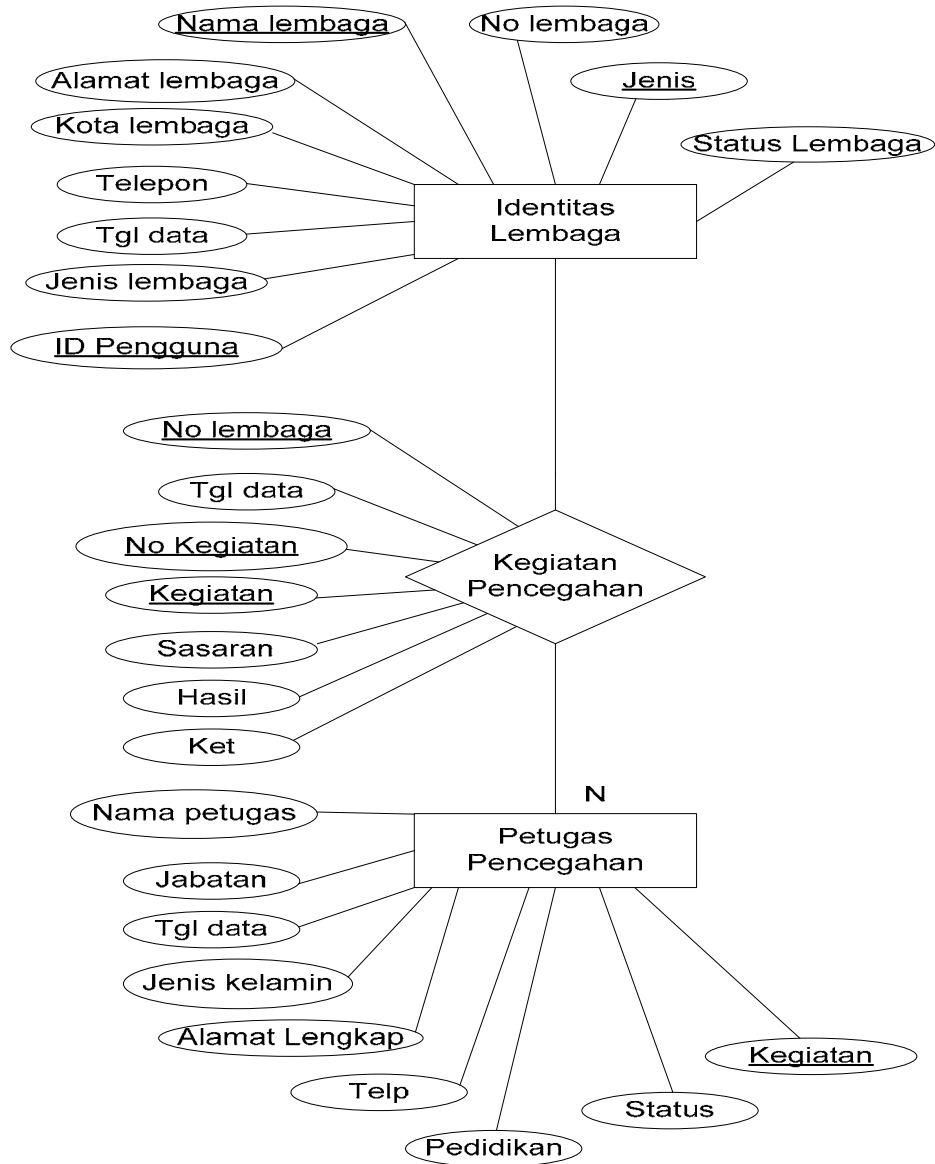 Nama lembaga
No lembaga
Alamat lembaga
Jenis
Kota lembaga
Status Lembaga
Telepon
Identitas
Lembaga
Tgl data
Jenis lembaga
ID Pengguna
No lembaga
Tgl data
No Kegiatan
Kegiatan
Pencegahan
Kegiatan
Sasaran
Hasil
Ket
N
Nama petugas
Petugas
Pencegahan
Jabatan
Tgl data
Jenis kelamin
Alamat Lengkap
Kegiatan
Telp
Status
Pedidikan